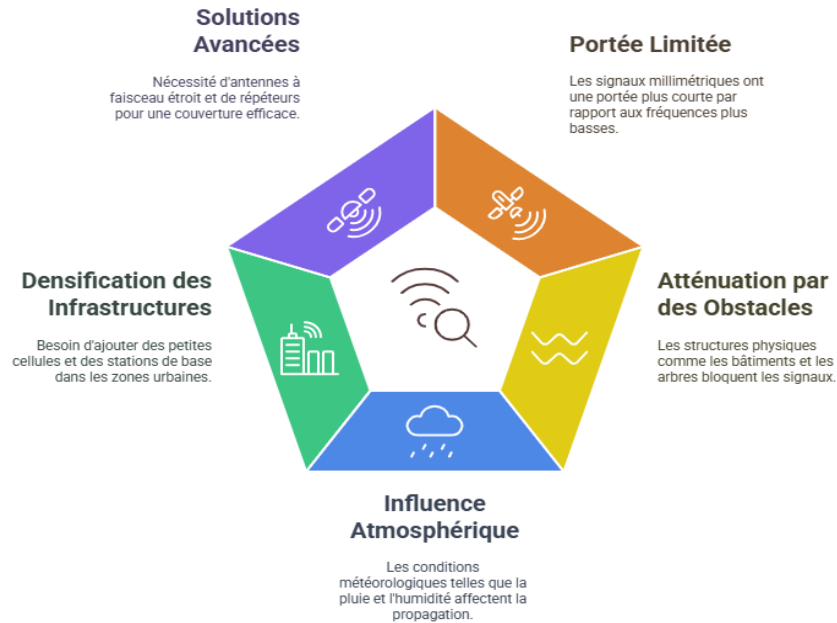 Solutions
Avancées
Nécessité d'antennes à
faisceau étroit et de répéteurs
pour une couverture efficace.
Portée Limitée
Les signaux millimétriques ont
une portée plus courte par
rapport aux fréquences plus
basses.
Densification des
Infrastructures
Besoin d'ajouter des petites
cellules et des stations de base
dans les zones urbaines.
Atténuation par
des Obstacles
Les structures physiques
comme les bâtiments et les
arbres bloquent les signaux.
Influence
Atmosphérique
Les conditions
météorologiques telles que la
pluie et l'humidité affectent la
propagation.